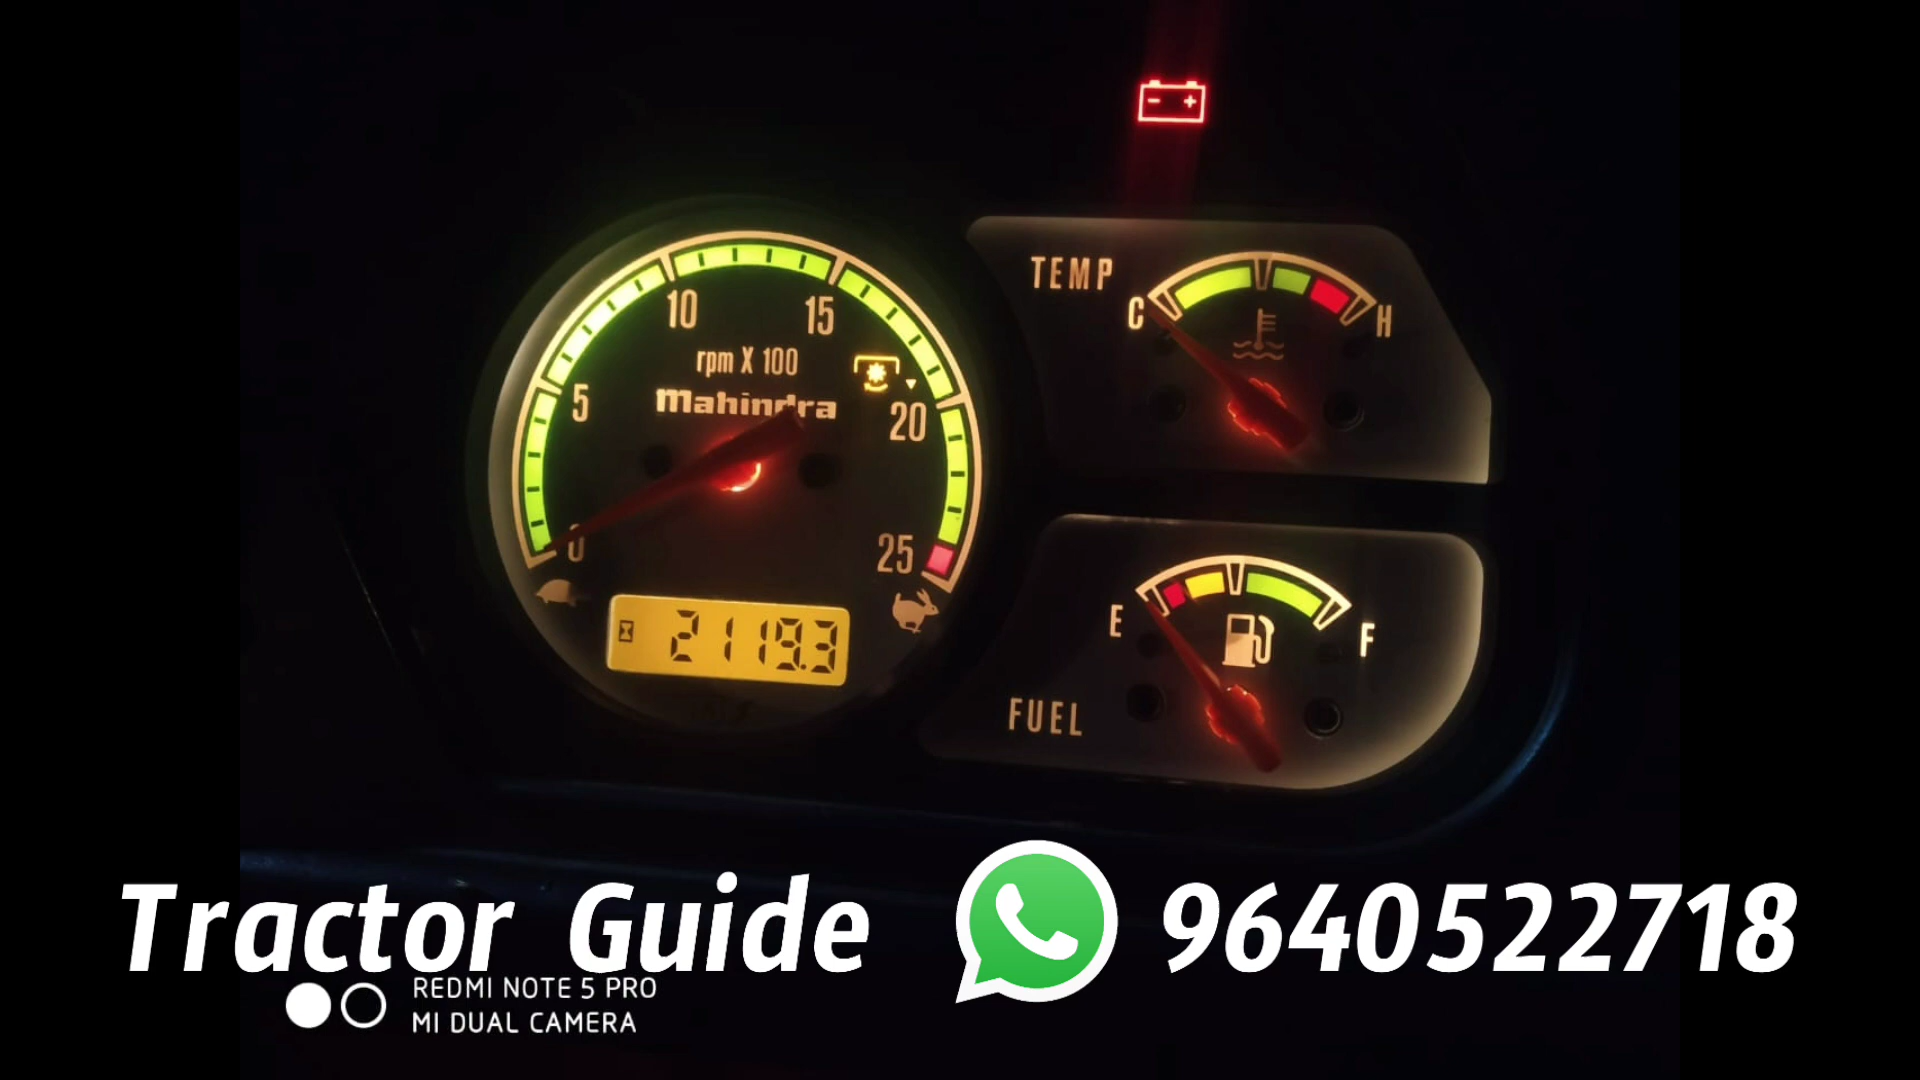 TEMP
C
H
10
15
rpm X 100
Mahindra
5
20
0
25
2119.3
E
F
FUEL
Tractor Guide 9640522718
REDMI NOTE 5 PRO
MI DUAL CAMERA